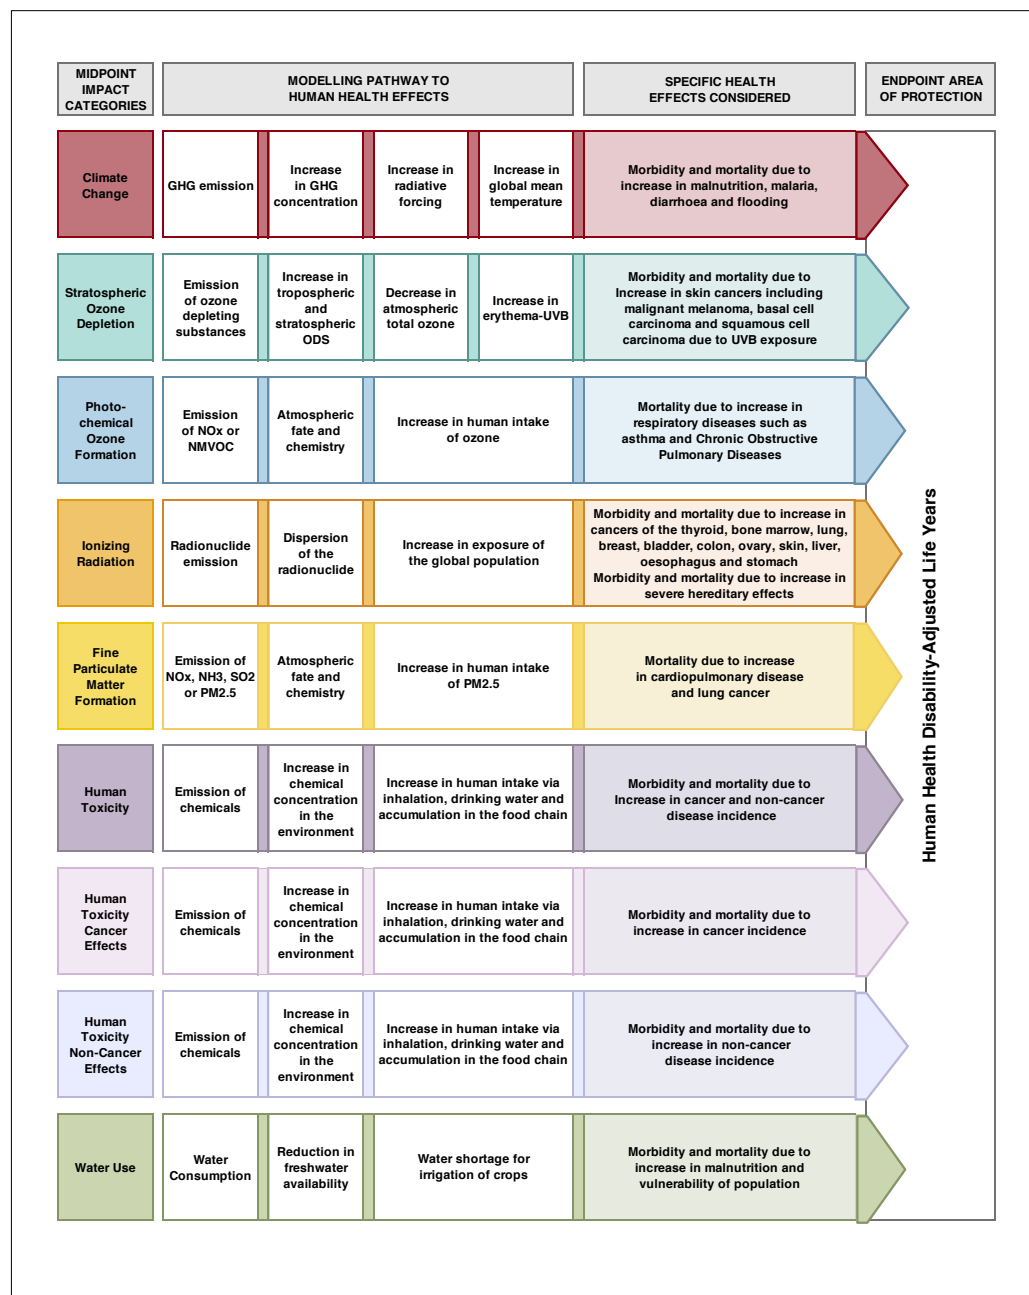 MIDPOINT
IMPACT
CATEGORIES
MODELLING PATHWAY TO
HUMAN HEALTH EFFECTS
SPECIFIC HEALTH
EFFECTS CONSIDERED
ENDPOINT AREA
OF PROTECTION
Climate
Change
GHG emission
Increase
in GHG
concentration
Increase in
radiative
forcing
Increase in
global mean
temperature
Morbidity and mortality due to
increase in malnutrition, malaria,
diarrhoea and flooding
Stratospheric
Ozone
Depletion
Emission
of ozone
depleting
substances
Increase in
tropospheric
and
stratospheric
ODS
Decrease in
atmospheric
total ozone
Increase in
erythema-UVB
Morbidity and mortality due to
Increase in skin cancers including
malignant melanoma, basal cell
carcinoma and squamous cell
carcinoma due to UVB exposure
Photo-
chemical
Ozone
Formation
Emission
of NOx or
NMVOC
Atmospheric
fate and
chemistry
Increase in human intake
of ozone
Mortality due to increase in
respiratory diseases such as
asthma and Chronic Obstructive
Pulmonary Diseases
Ionizing
Radiation
Radionuclide
emission
Dispersion
of the
radionuclide
Increase in exposure of
the global population
Morbidity and mortality due to increase in
cancers of the thyroid, bone marrow, lung,
breast, bladder, colon, ovary, skin, liver,
oesophagus and stomach
Morbidity and mortality due to increase in
severe hereditary effects
Fine
Particulate
Matter
Formation
Emission of
NOx, NH3, SO2
or PM2.5
Atmospheric
fate and
chemistry
Increase in human intake
of PM2.5
Mortality due to increase
in cardiopulmonary disease
and lung cancer
Human
Toxicity
Emission of
chemicals
Increase in
chemical
concentration
in the
environment
Increase in human intake via
inhalation, drinking water and
accumulation in the food chain
Morbidity and mortality due to
Increase in cancer and non-cancer
disease incidence
Human
Toxicity
Cancer
Effects
Emission of
chemicals
Increase in
chemical
concentration
in the
environment
Increase in human intake via
inhalation, drinking water and
accumulation in the food chain
Morbidity and mortality due to
increase in cancer incidence
Human
Toxicity
Non-Cancer
Effects
Emission of
chemicals
Increase in
chemical
concentration
in the
environment
Increase in human intake via
inhalation, drinking water and
accumulation in the food chain
Morbidity and mortality due to
increase in non-cancer
disease incidence
Water Use
Water
Consumption
Reduction in
freshwater
availability
Water shortage for
irrigation of crops
Morbidity and mortality due to
increase in malnutrition and
vulnerability of population
Human Health Disability-Adjusted Life Years